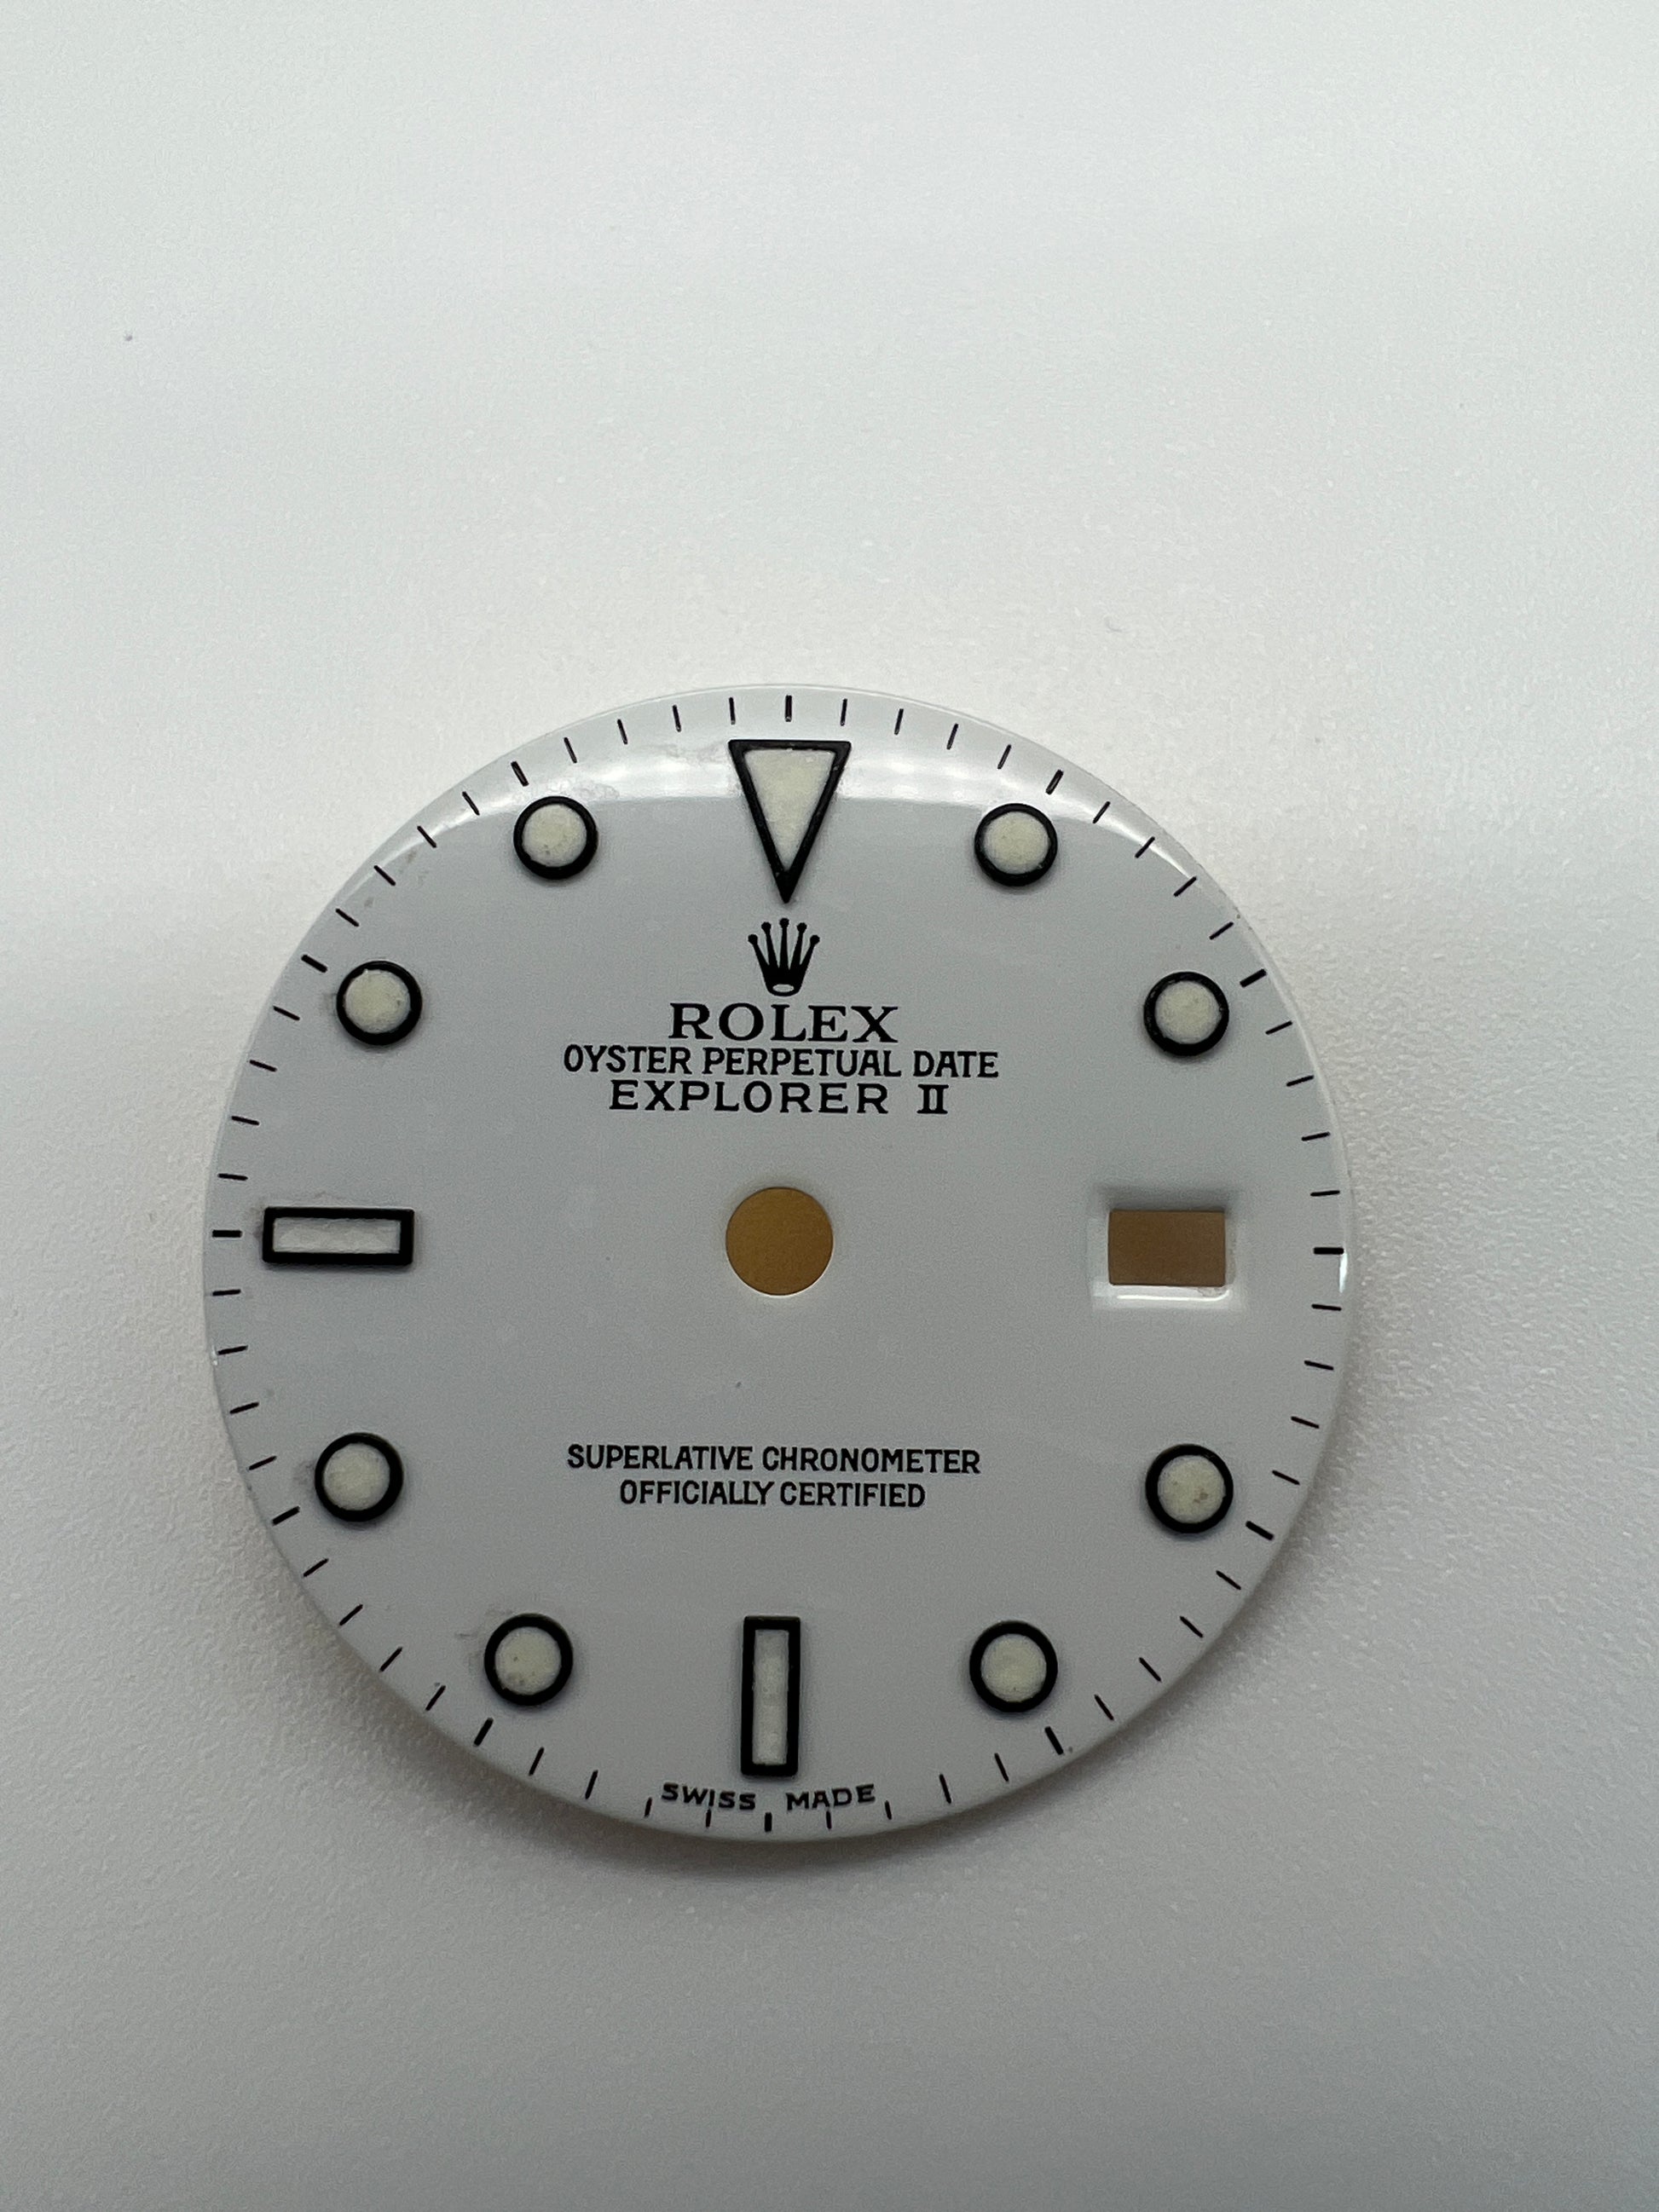 ROLEX
OYSTER PERPETUAL DATE
EXPLORER II
SUPERLATIVE CHRONOMETER
OFFICIALLY CERTIFIED
SWISS MADE